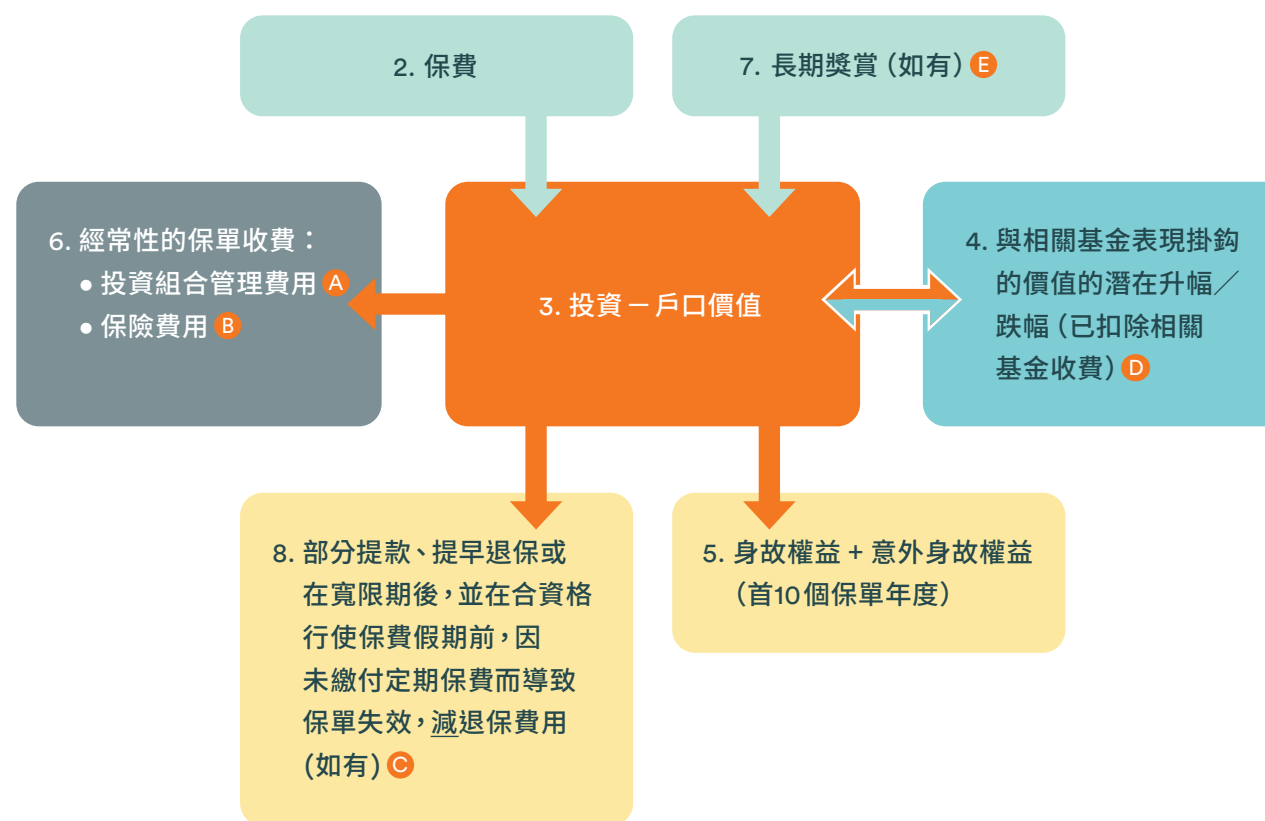 2. 保費
7. 長期獎賞（如有）E
6. 經常性的保單收費：
● 投資組合管理費用 A
● 保險費用 B
3. 投資－戶口價值
4. 與相關基金表現掛鈎
的價值的潛在升幅／
跌幅（已扣除相關
基金收費）D
8. 部分提款、提早退保或
在寬限期後，並在合資格
行使保費假期前，因
未繳付定期保費而導致
保單失效，減退保費用
(如有) C
5. 身故權益 + 意外身故權益
（首10個保單年度）